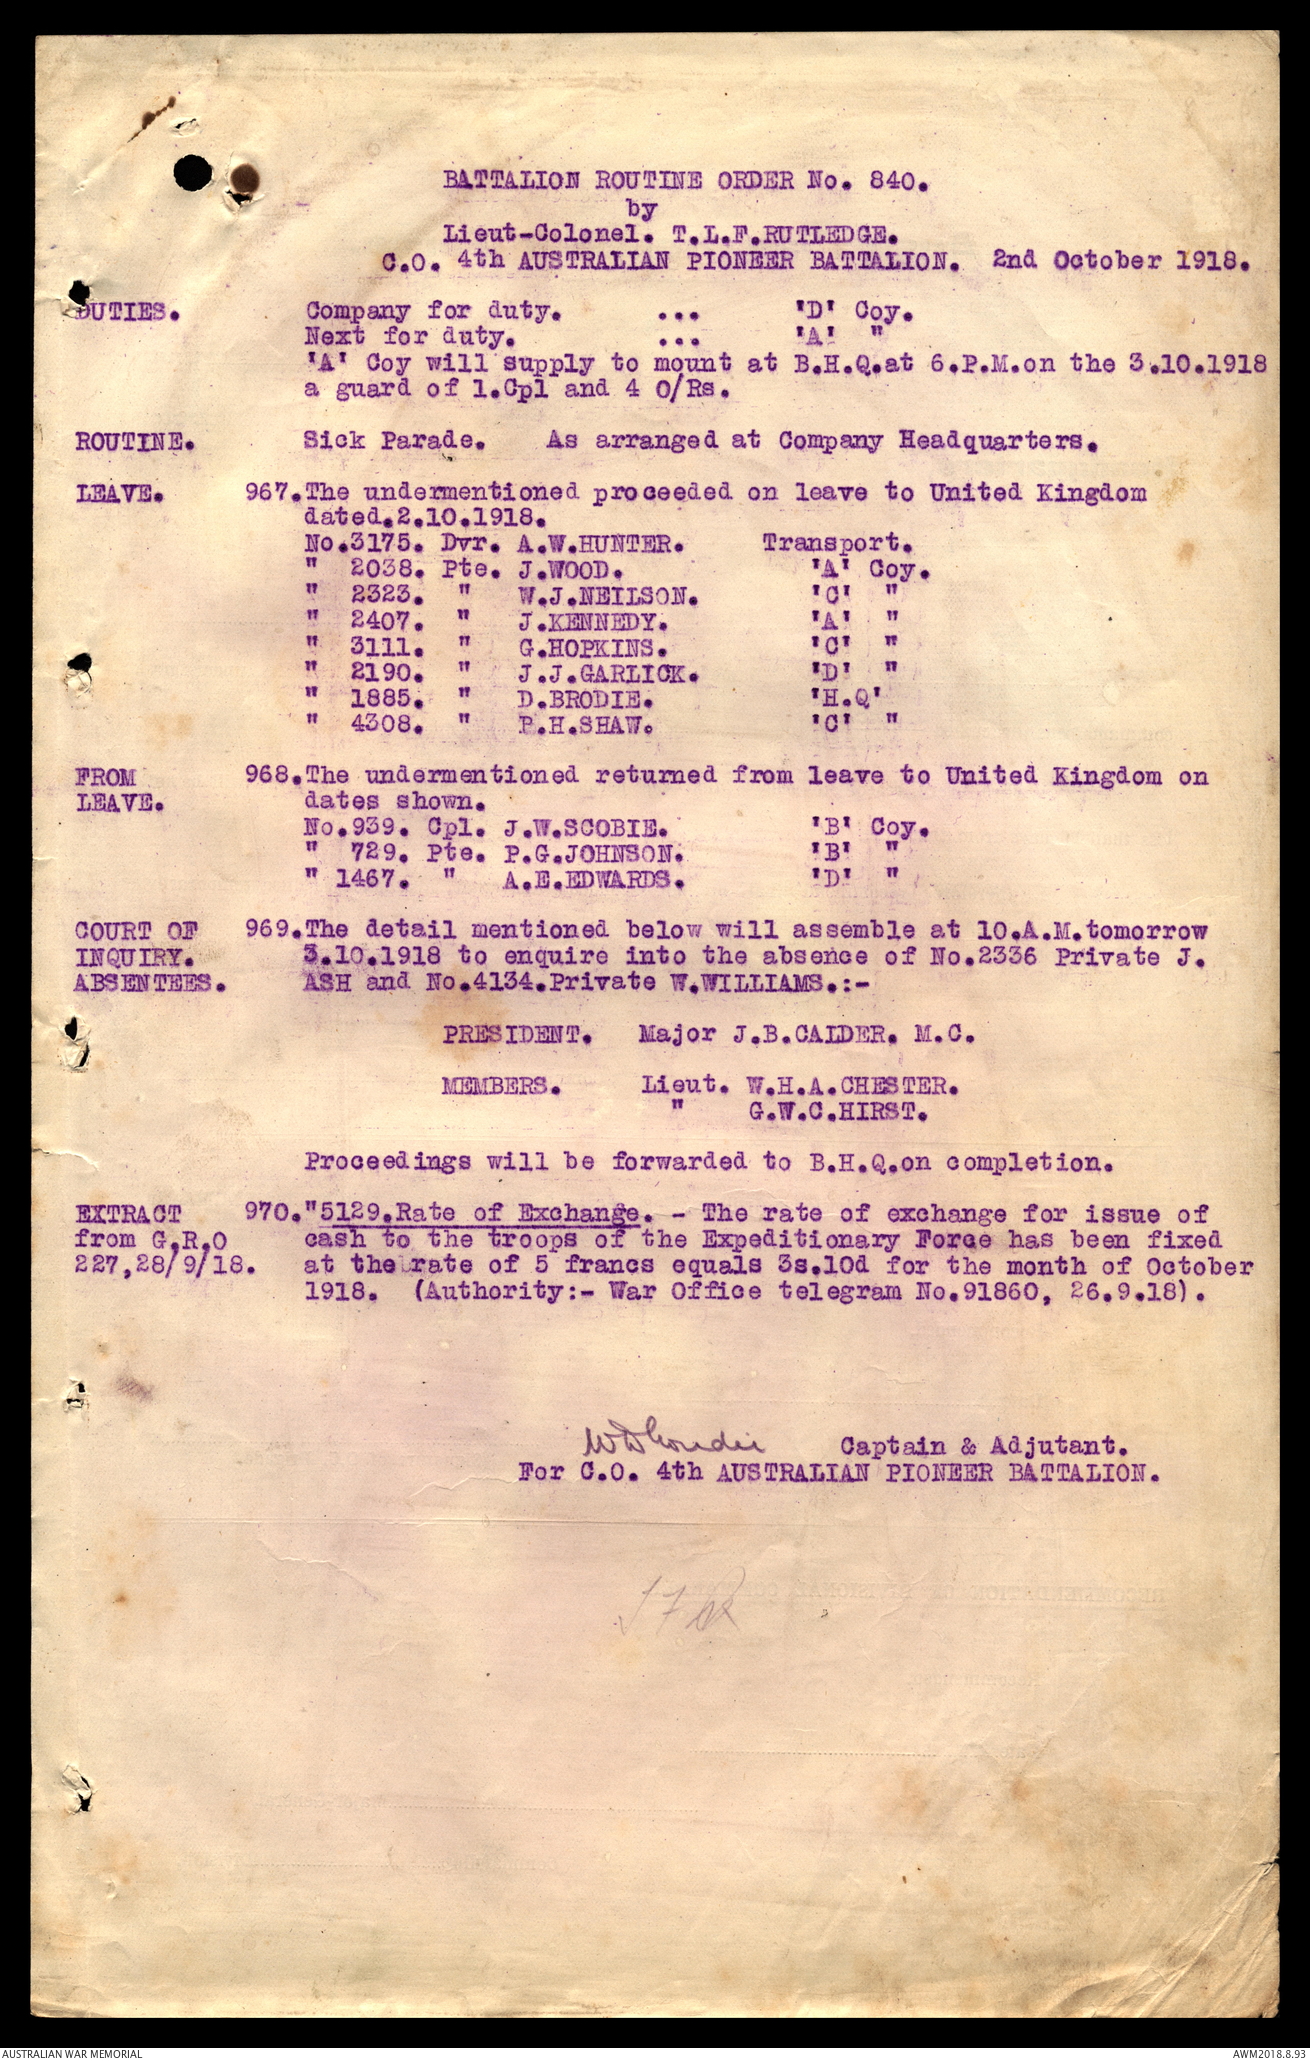 BATTALION ROUTINE ORDER No. 840.
by
Lieut-Colonel. T.L.F.RUTLEDGE.
C.O. 4th AUSTRALIAN PIONEER BATTALION. 2nd October 1918.
DUTIES. Company for duty. ... 'D' Coy.
Next for duty. ... 'A' "
'A' Coy will supply to mount at B.H.Q.at 6.P.M.on the 3.10.1918
a guard of 1.Cpl and 4 O/Rs.
ROUTINE. Sick Parade. As arranged at Company Headquarters.
LEAVE. 967.The undermentioned proceeded on leave to United Kingdom
dated.2.10.1918.
No.3175. Dvr. A.W.HUNTER. Transport.
" 2038. Pte. J.WOOD. 'A' Coy.
" 2323. " W.J.NEILSON. 'C' "
" 2407. " J.KENNEDY. 'A' "
" 3111. " G.HOPKINS. 'C' "
" 2190. " J.J.GARLICK. 'D' "
" 1885. " D.BRODIE. 'H.Q'
" 4308. " P.H.SHAW. 'C' "
FROM 968.The undermentioned returned from leave to United Kingdom on
LEAVE. dates shown.
No.939. Cpl. J.W.SCOBIE. 'B' Coy.
" 729. Pte. P.G.JOHNSON. 'B' "
" 1467. " A.E.EDWARDS. 'D' "
COURT OF 969.The detail mentioned below will assemble at 10.A.M.tomorrow
INQUIRY. 3.10.1918 to enquire into the absence of No.2336 Private J.
ABSENTEES. ASH and No.4134.Private W.WILLIAMS.:-
PRESIDENT. Major J.B.CALDER. M.C.
MEMBERS. Lieut. W.H.A.CHESTER.
" G.W.C.HIRST.
Proceedings will be forwarded to B.H.Q.on completion.
EXTRACT 970."5129.Rate of Exchange. - The rate of exchange for issue of
from G,R,O cash to the troops of the Expeditionary Force has been fixed
227,28/9/18. at the rate of 5 francs equals 3s.10d for the month of October
1918. (Authority:- War Office telegram No.91860, 26.9.18).
Captain & Adjutant.
For C.O. 4th AUSTRALIAN PIONEER BATTALION.
AUSTRALIAN WAR MEMORIAL AWM2018.8.93